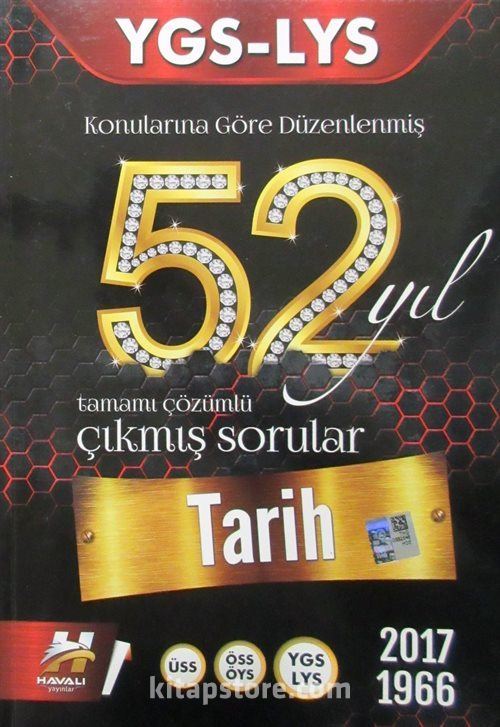 YGS-LYS
Konularına Göre Düzenlenmiş
52 yıl
tamamı çözümlü
çıkmış sorular
Tarih
HAVALI
yayınlar
ÜSS
ÖSS
ÖYS
YGS
LYS
2017
1966
kitapstore.com